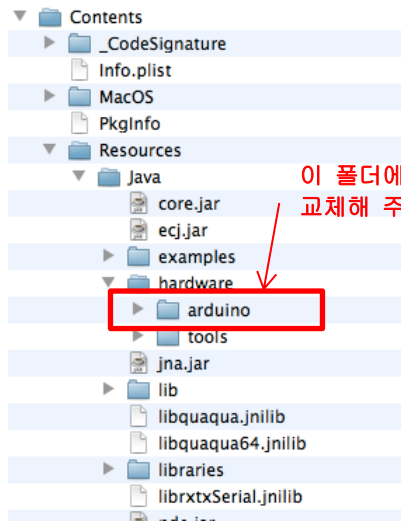 Contents
_CodeSignature
Info.plist
MacOS
PkgInfo
Resources
Java
이 폴더에
core.jar
교체해 주
ecj.jar
examples
hardware
arduino
tools
jna.jar
lib
libquaqua.jnilib
libquaqua64.jnilib
libraries
librxtxSerial.jnilib